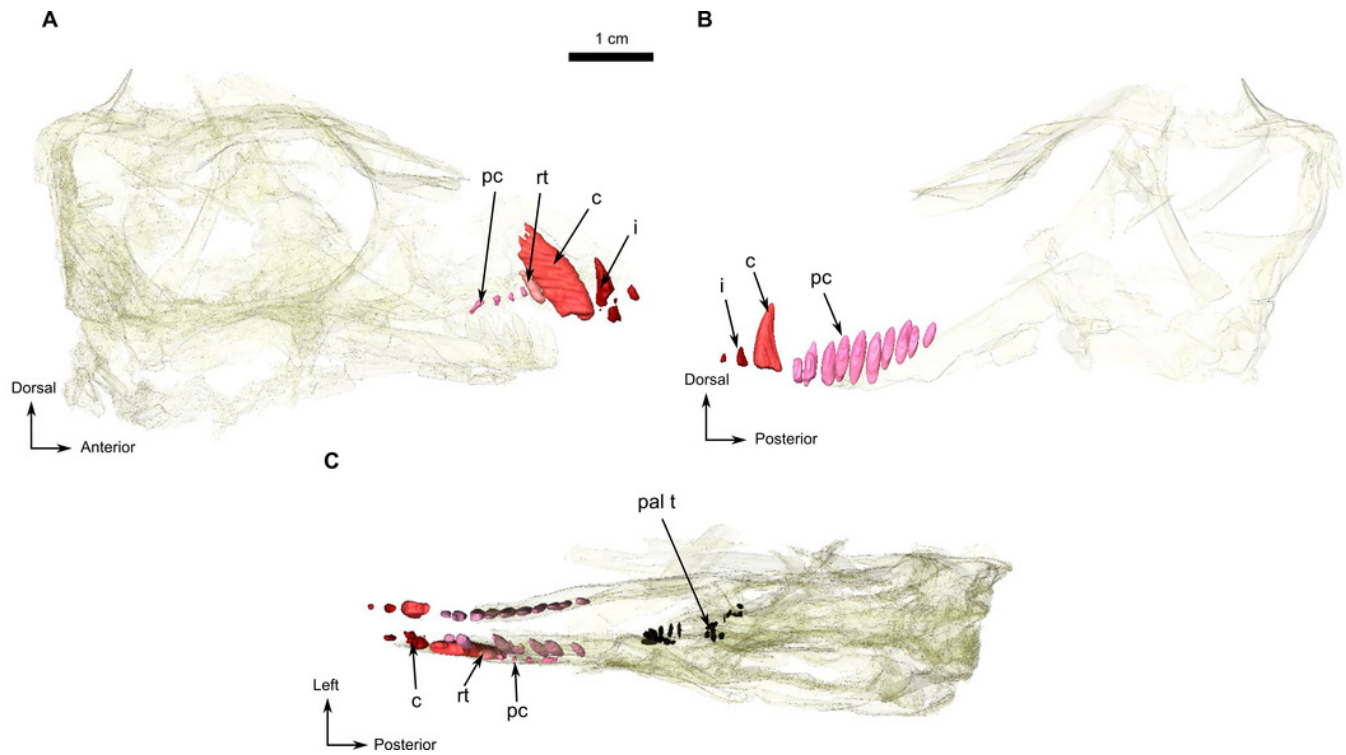 A
1 cm
B
pc
rt
c
i
Dorsal
Anterior
i
c
pc
Dorsal
Posterior
C
pal t
c
rt
pc
Left
Posterior